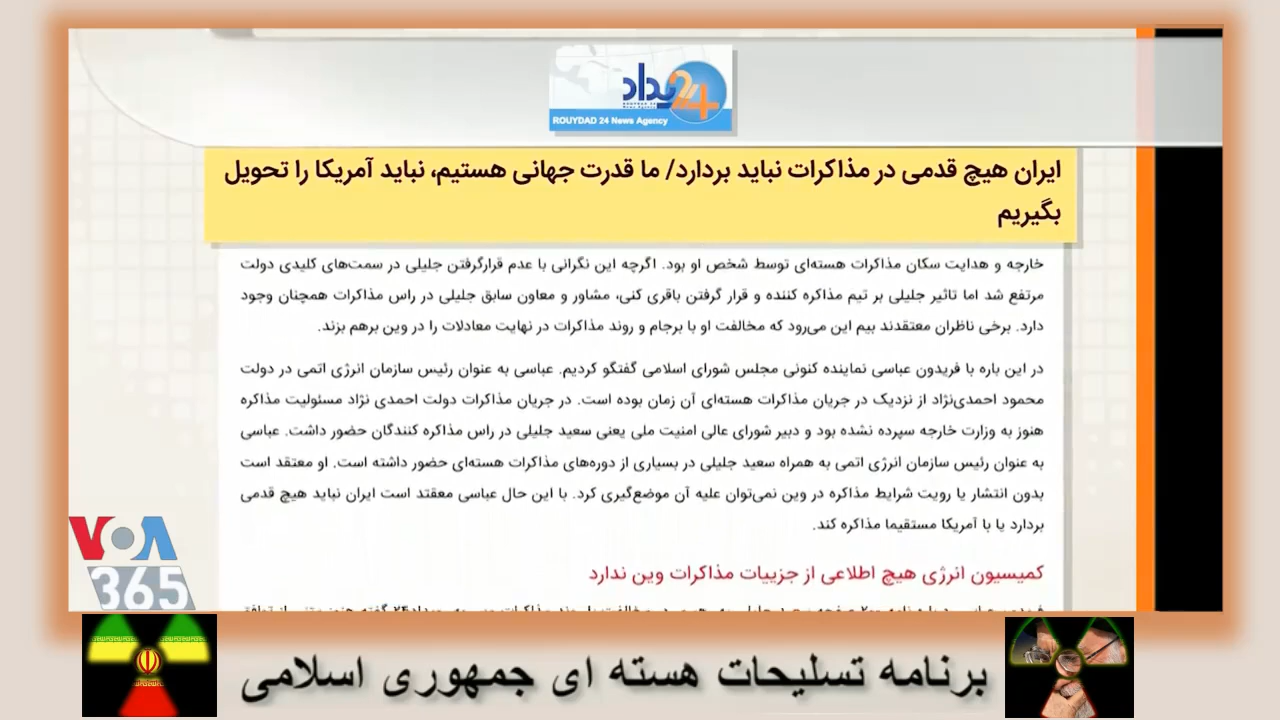 رویداد
24
ROUYDAD 24 News Agency
ایران هیچ قدمی در مذاکرات نباید بردارد/ ما قدرت جهانی هستیم، نباید آمریکا را تحویل
بگیریم
خارجه و هدایت سکان مذاکرات هسته‌ای توسط شخص او بود. اگرچه این نگرانی با عدم قرارگرفتن جلیلی در سمت‌های کلیدی دولت
مرتفع شد اما تاثیر جلیلی بر تیم مذاکره کننده و قرار گرفتن باقری کنی، مشاور و معاون سابق جلیلی در راس مذاکرات همچنان وجود
دارد. برخی ناظران معتقدند بیم این می‌رود که مخالفت او با برجام و روند مذاکرات در نهایت معادلات را در وین برهم بزند.
در این باره با فریدون عباسی نماینده کنونی مجلس شورای اسلامی گفتگو کردیم. عباسی به عنوان رئیس سازمان انرژی اتمی در دولت
محمود احمدی‌نژاد از نزدیک در جریان مذاکرات هسته‌ای آن زمان بوده است. در جریان مذاکرات دولت احمدی نژاد مسئولیت مذاکره
هنوز به وزارت خارجه سپرده نشده بود و دبیر شورای عالی امنیت ملی یعنی سعید جلیلی در راس مذاکره کنندگان حضور داشت. عباسی
به عنوان رئیس سازمان انرژی اتمی به همراه سعید جلیلی در بسیاری از دوره‌های مذاکرات هسته‌ای حضور داشته است. او معتقد است
بدون انتشار یا رویت شرایط مذاکره در وین نمی‌توان علیه آن موضع‌گیری کرد. با این حال عباسی معقتد است ایران نباید هیچ قدمی
بردارد یا با آمریکا مستقیما مذاکره کند.
کمیسیون انرژی هیچ اطلاعی از جزییات مذاکرات وین ندارد
VOA
365
برنامه تسلیحات هسته ای جمهوری اسلامی